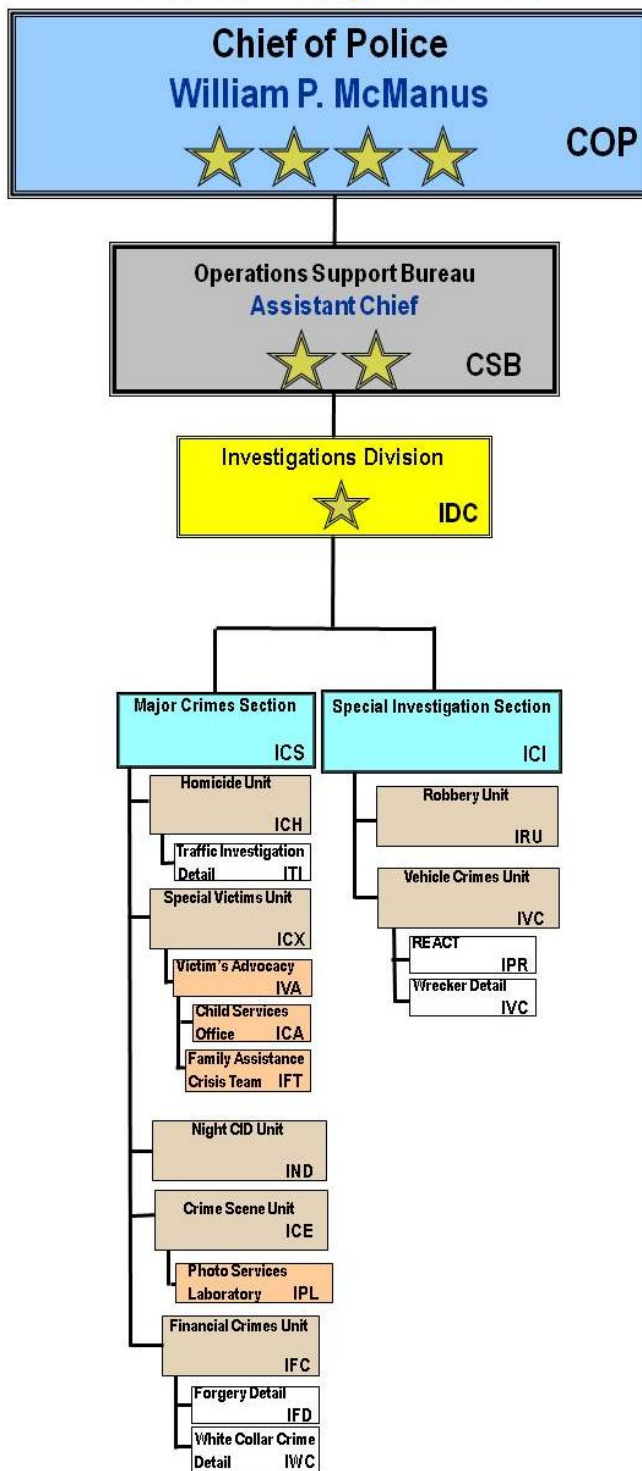 Chief of Police
William P. McManus
COP
Operations Support Bureau
Assistant Chief
CSB
Investigations Division
IDC
Major Crimes Section
ICS
Homicide Unit
ICH
Traffic Investigation
Detail ITI
Special Victims Unit
ICX
Victim's Advocacy
IVA
Child Services
Office ICA
Family Assistance
Crisis Team IFT
Night CID Unit
IND
Crime Scene Unit
ICE
Photo Services
Laboratory IPL
Financial Crimes Unit
IFC
Forgery Detail
IFD
White Collar Crime
Detail IWC
Special Investigation Section
ICI
Robbery Unit
IRU
Vehicle Crimes Unit
IVC
REACT
IPR
Wrecker Detail
IVC